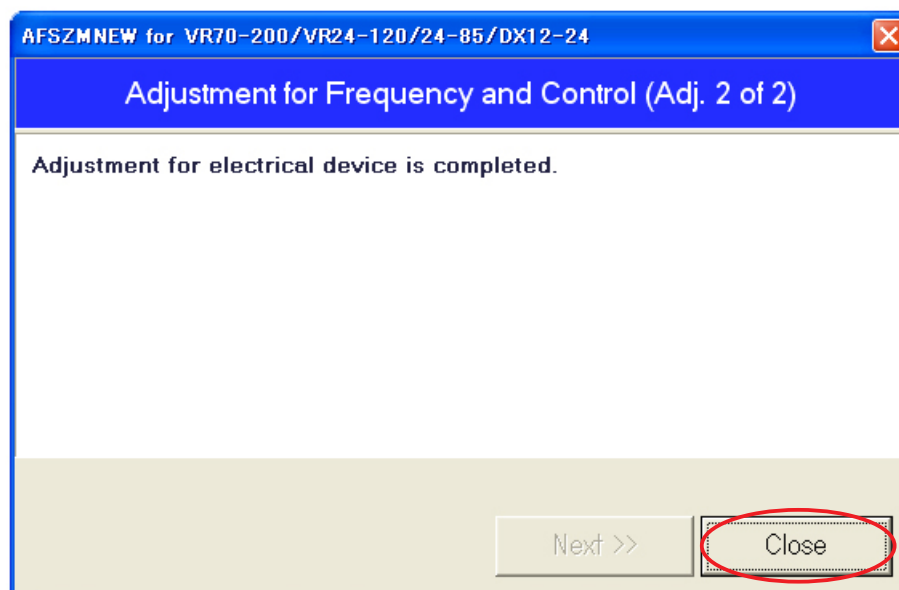 AFSZMNEW for VR70-200/VR24-120/24-85/DX12-24
Adjustment for Frequency and Control (Adj. 2 of 2)
Adjustment for electrical device is completed.
Next >>
Close